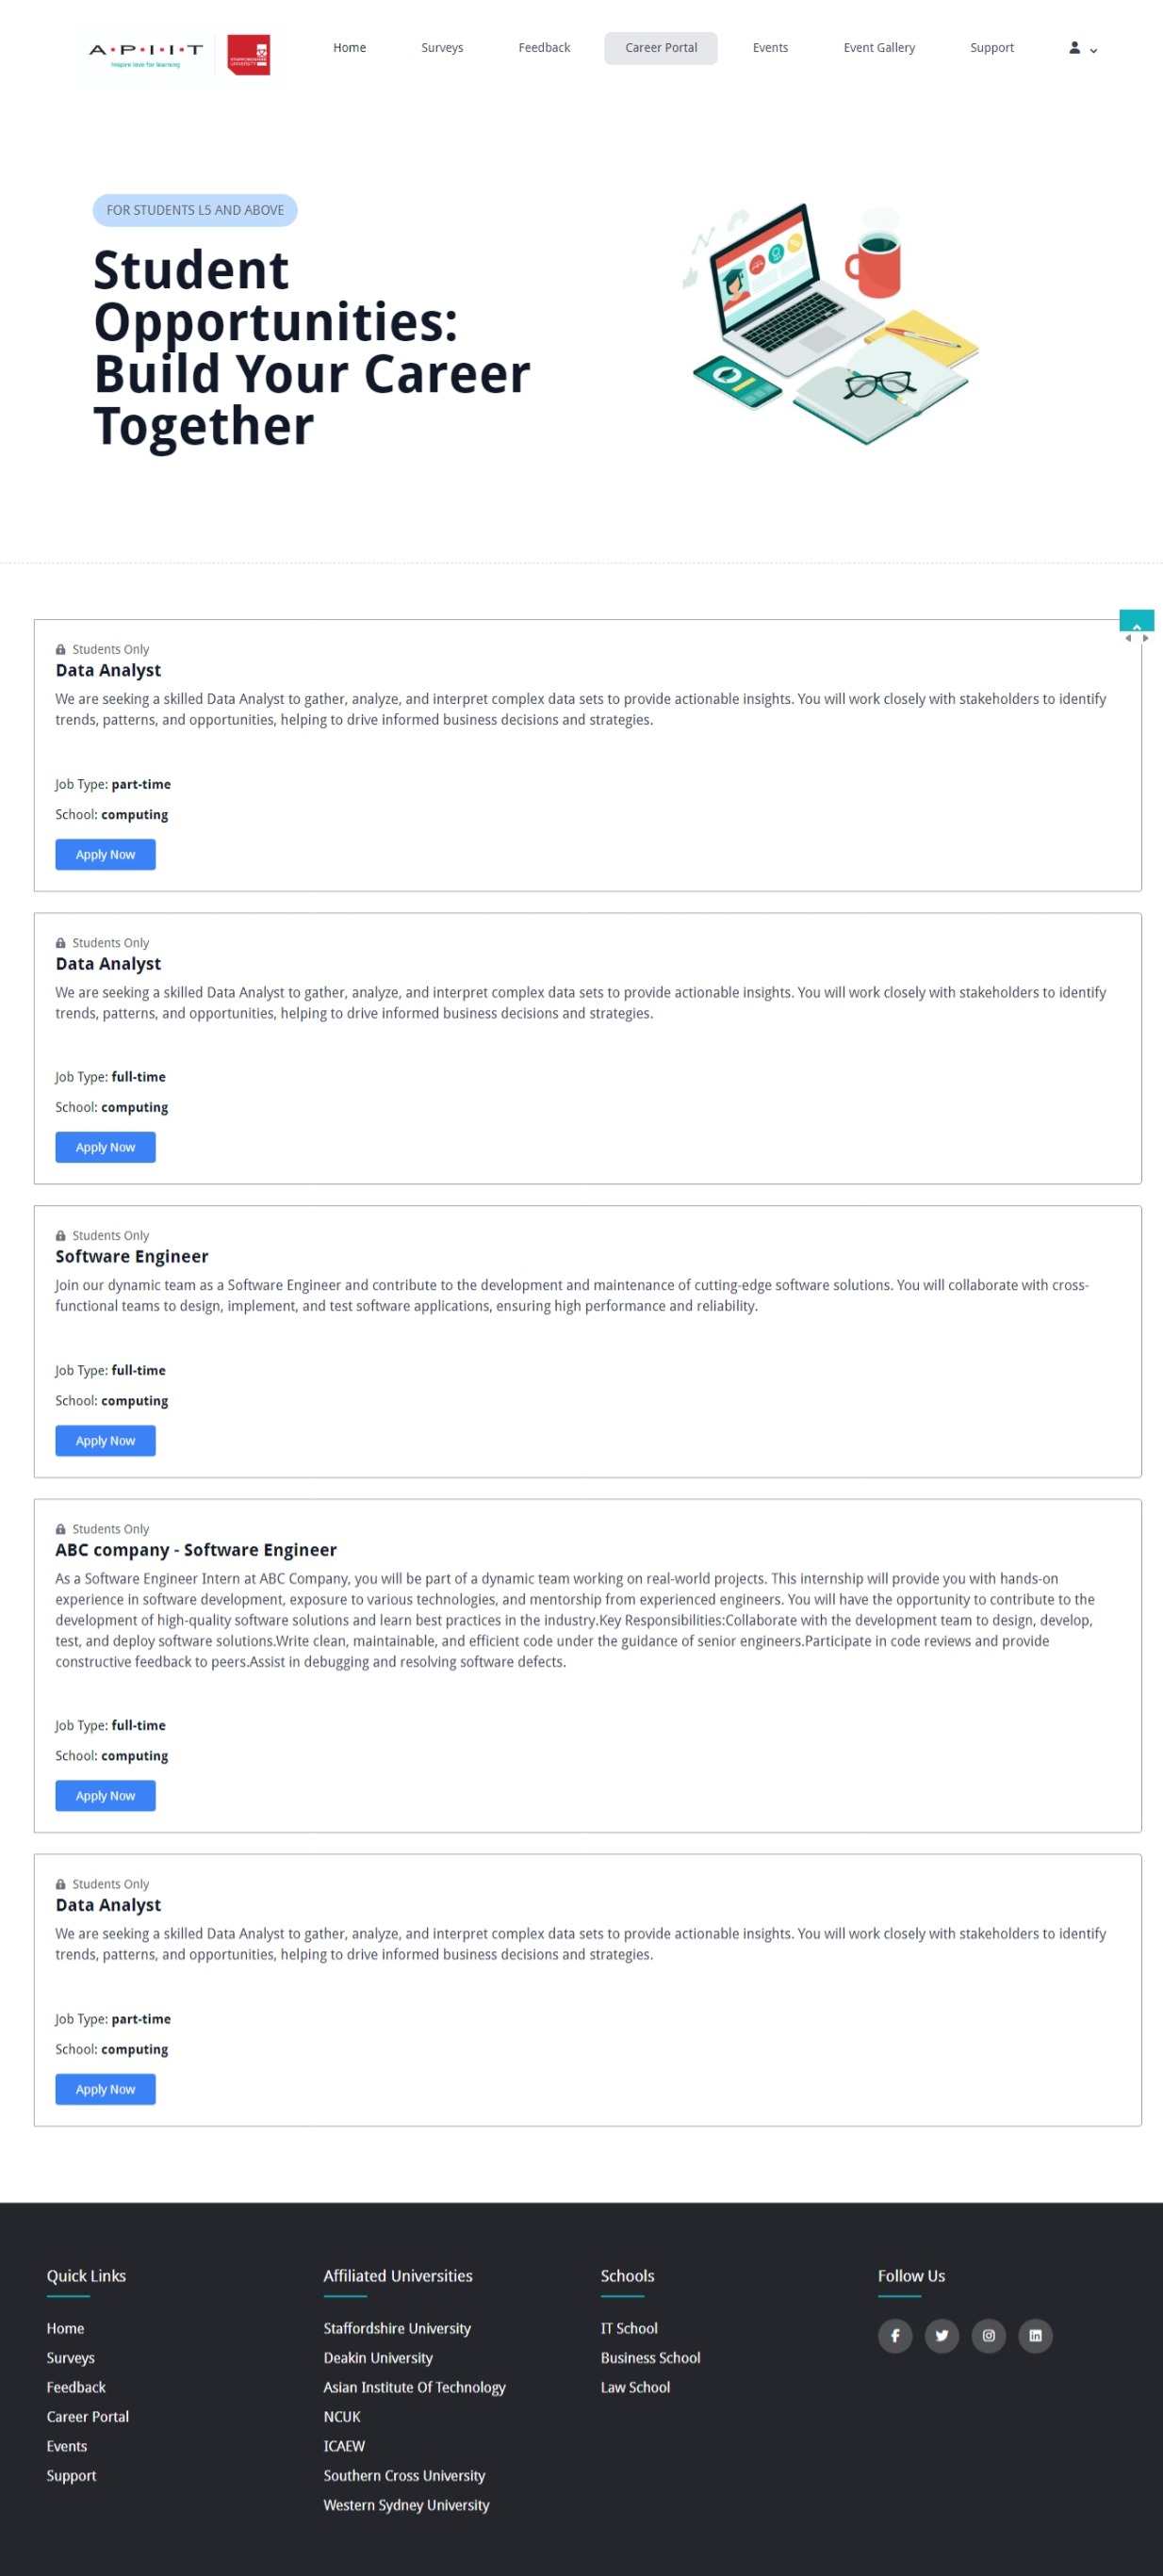 A·P·I·I·T
Inspire love for learning
STAFFORDSHIRE
UNIVERSITY
Home
Surveys
Feedback
Career Portal
Events
Event Gallery
Support
FOR STUDENTS L5 AND ABOVE
Student
Opportunities:
Build Your Career
Together
Students Only
Data Analyst
We are seeking a skilled Data Analyst to gather, analyze, and interpret complex data sets to provide actionable insights. You will work closely with stakeholders to identify
trends, patterns, and opportunities, helping to drive informed business decisions and strategies.
Job Type: part-time
School: computing
Apply Now
Students Only
Data Analyst
We are seeking a skilled Data Analyst to gather, analyze, and interpret complex data sets to provide actionable insights. You will work closely with stakeholders to identify
trends, patterns, and opportunities, helping to drive informed business decisions and strategies.
Job Type: full-time
School: computing
Apply Now
Students Only
Software Engineer
Join our dynamic team as a Software Engineer and contribute to the development and maintenance of cutting-edge software solutions. You will collaborate with cross-
functional teams to design, implement, and test software applications, ensuring high performance and reliability.
Job Type: full-time
School: computing
Apply Now
Students Only
ABC company - Software Engineer
As a Software Engineer Intern at ABC Company, you will be part of a dynamic team working on real-world projects. This internship will provide you with hands-on
experience in software development, exposure to various technologies, and mentorship from experienced engineers. You will have the opportunity to contribute to the
development of high-quality software solutions and learn best practices in the industry.Key Responsibilities:Collaborate with the development team to design, develop,
test, and deploy software solutions.Write clean, maintainable, and efficient code under the guidance of senior engineers.Participate in code reviews and provide
constructive feedback to peers.Assist in debugging and resolving software defects.
Job Type: full-time
School: computing
Apply Now
Students Only
Data Analyst
We are seeking a skilled Data Analyst to gather, analyze, and interpret complex data sets to provide actionable insights. You will work closely with stakeholders to identify
trends, patterns, and opportunities, helping to drive informed business decisions and strategies.
Job Type: part-time
School: computing
Apply Now
Quick Links
Home
Surveys
Feedback
Career Portal
Events
Support
Affiliated Universities
Staffordshire University
Deakin University
Asian Institute Of Technology
NCUK
ICAEW
Southern Cross University
Western Sydney University
Schools
IT School
Business School
Law School
Follow Us